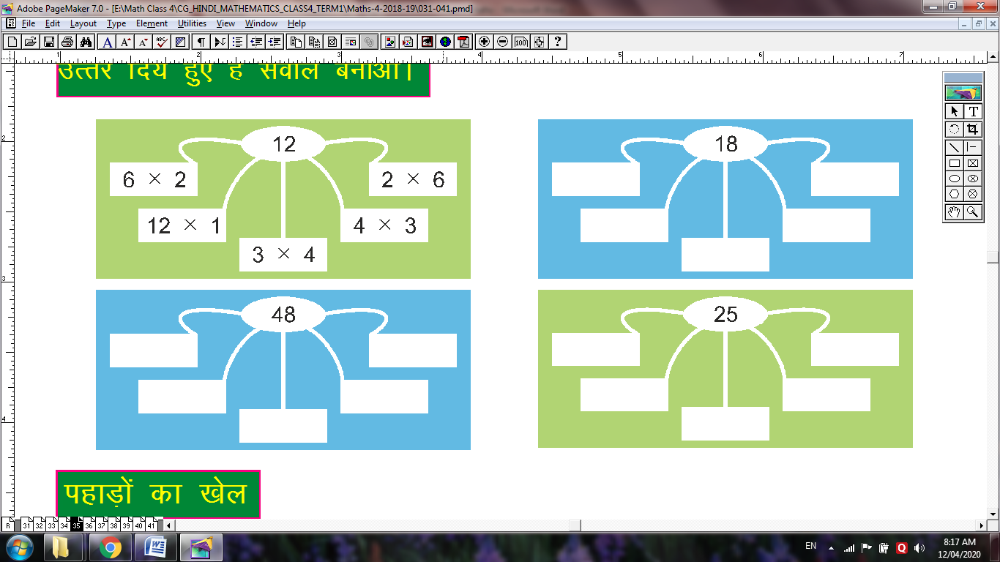 Adobe PageMaker 7.0 - [E:\Math Class 4\CG_HINDI_MATHEMATICS_CLASS4_TERM1\Maths-4-2018-19\031-041.pmd]
File Edit Layout Type Element Utilities View Window Help
1 2 3 4 5 6 7
उत्तर दिये हुए हैं सवाल बनाओ।
12
6 × 2
2 × 6
12 × 1
4 × 3
3 × 4
18
48
25
2
3
4
पहाड़ों का खेल
R 31 32 33 34 35 36 37 38 39 40 41
EN
8:17 AM
12/04/2020